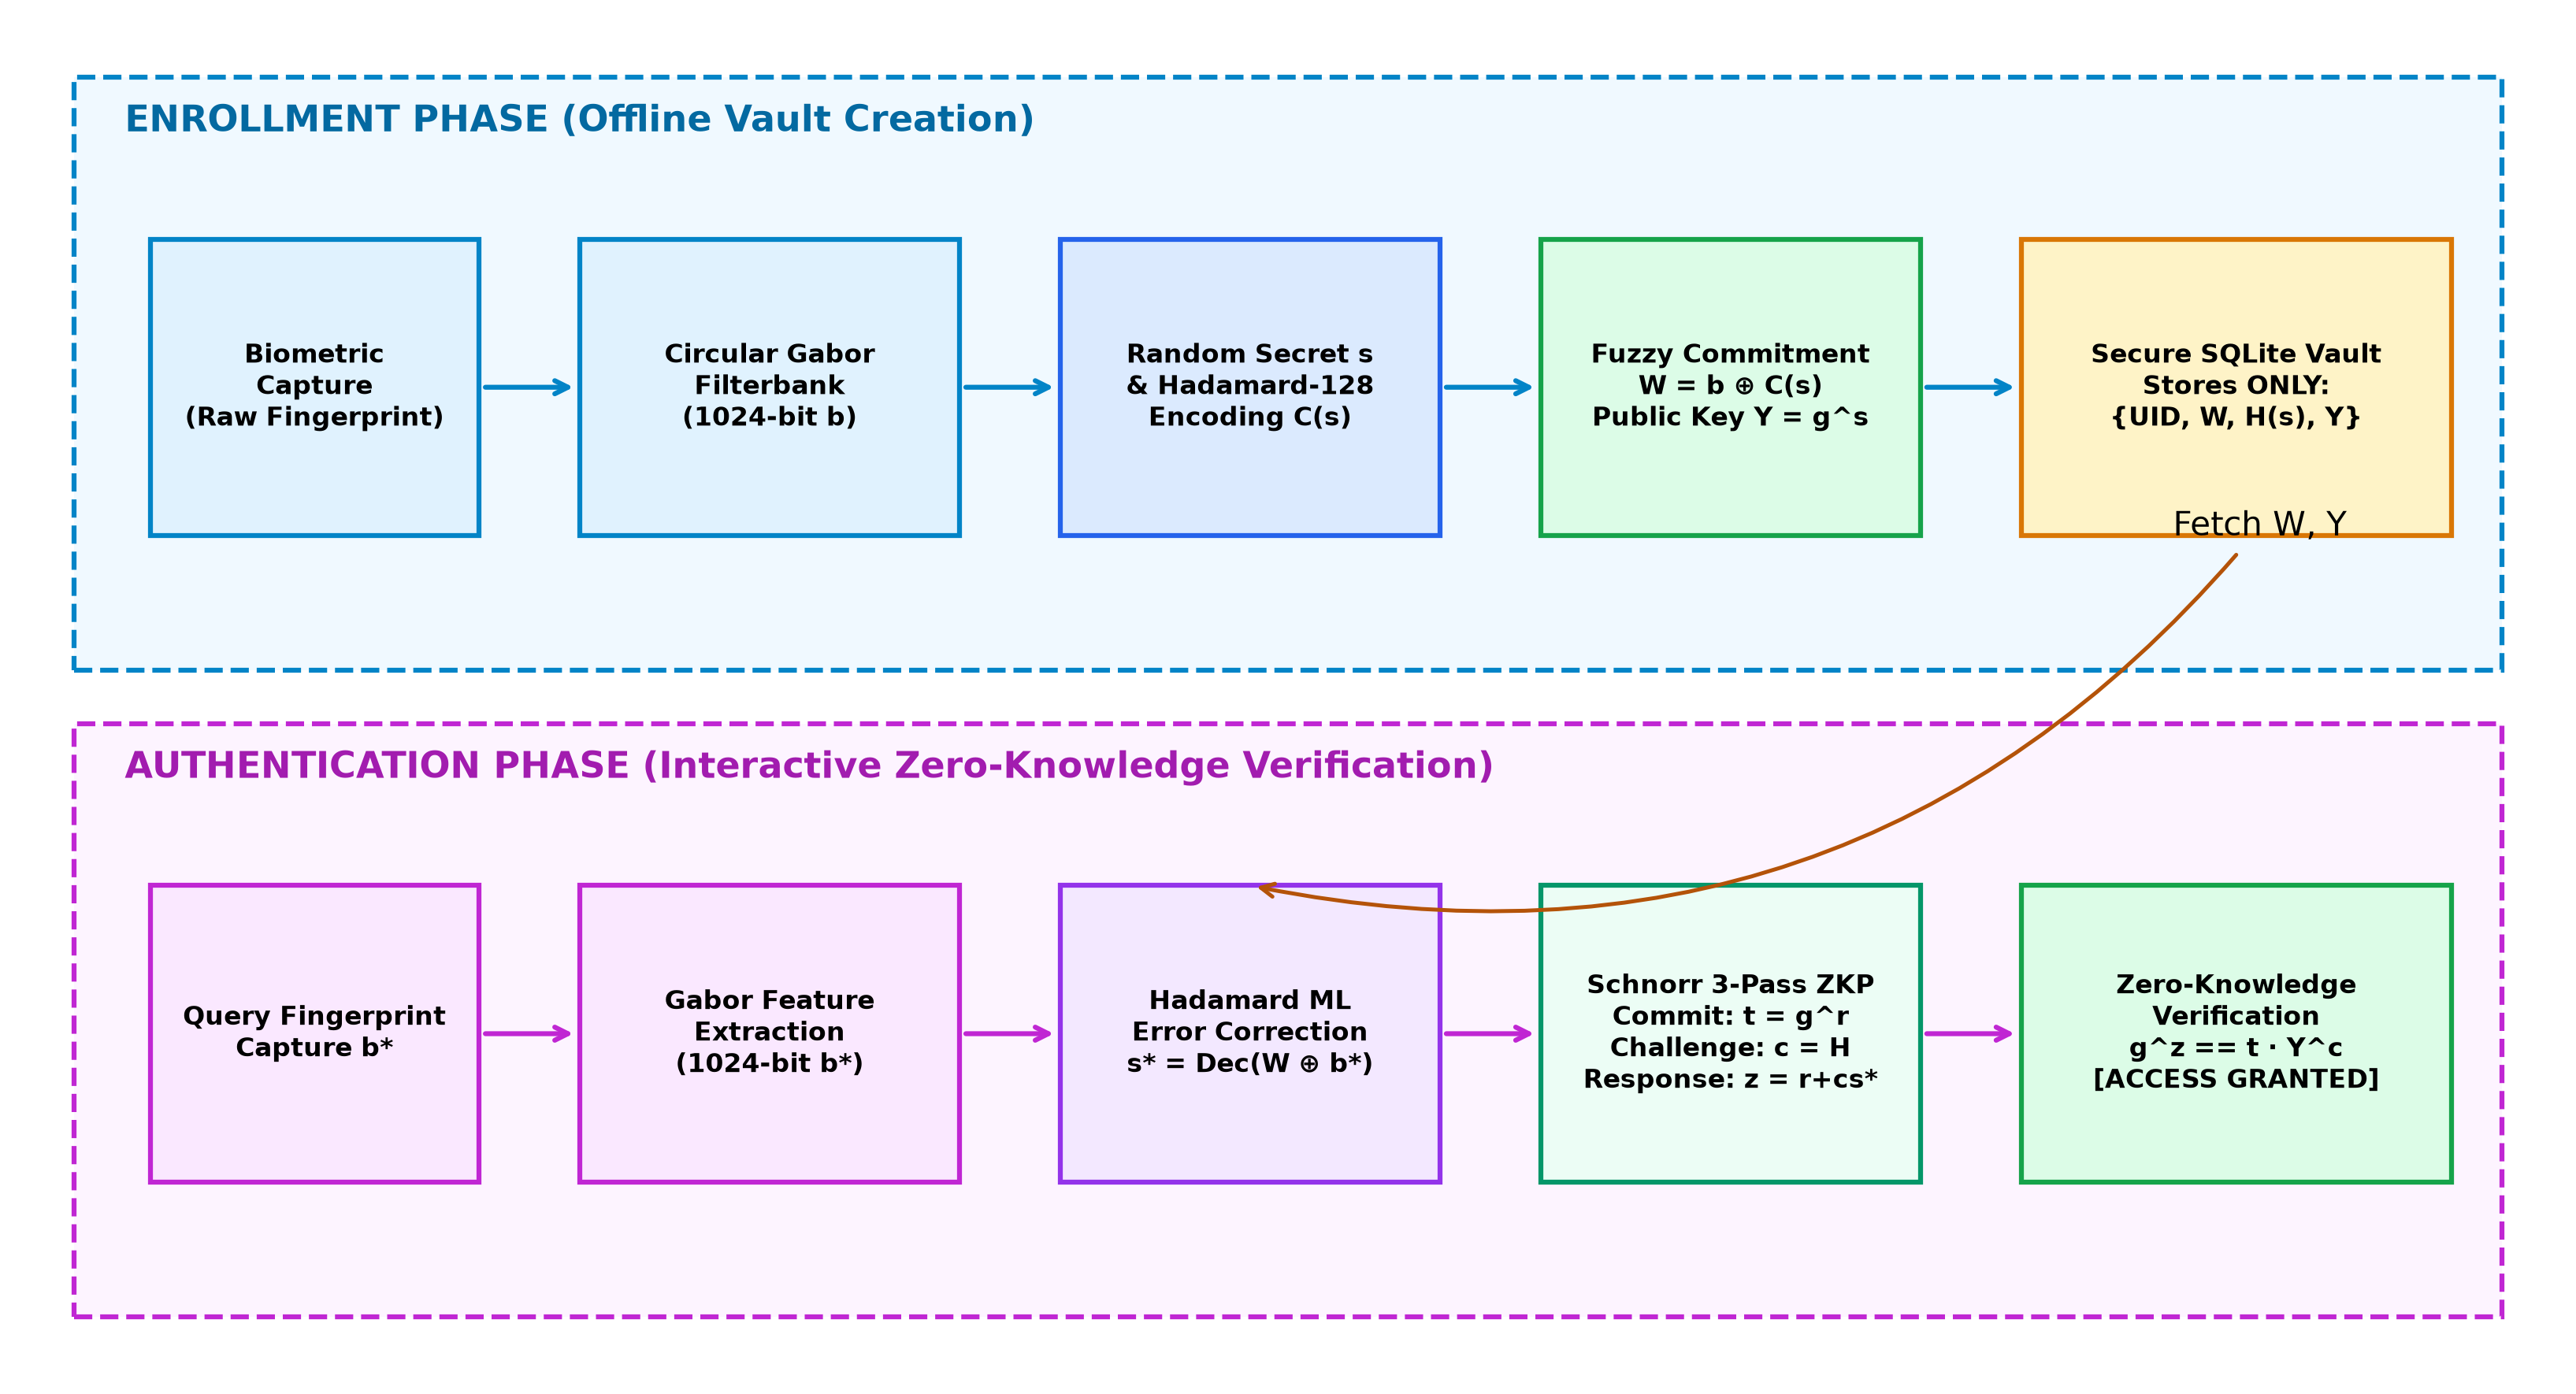 ENROLLMENT PHASE (Offline Vault Creation)
Biometric
Capture
(Raw Fingerprint)
Circular Gabor
Filterbank
(1024-bit b)
Random Secret s
& Hadamard-128
Encoding C(s)
Fuzzy Commitment
W = b ⊕ C(s)
Public Key Y = g^s
Secure SQLite Vault
Stores ONLY:
{UID, W, H(s), Y}
Fetch W, Y
AUTHENTICATION PHASE (Interactive Zero-Knowledge Verification)
Query Fingerprint
Capture b*
Gabor Feature
Extraction
(1024-bit b*)
Hadamard ML
Error Correction
s* = Dec(W ⊕ b*)
Schnorr 3-Pass ZKP
Commit: t = g^r
Challenge: c = H
Response: z = r+cs*
Zero-Knowledge
Verification
g^z == t · Y^c
[ACCESS GRANTED]